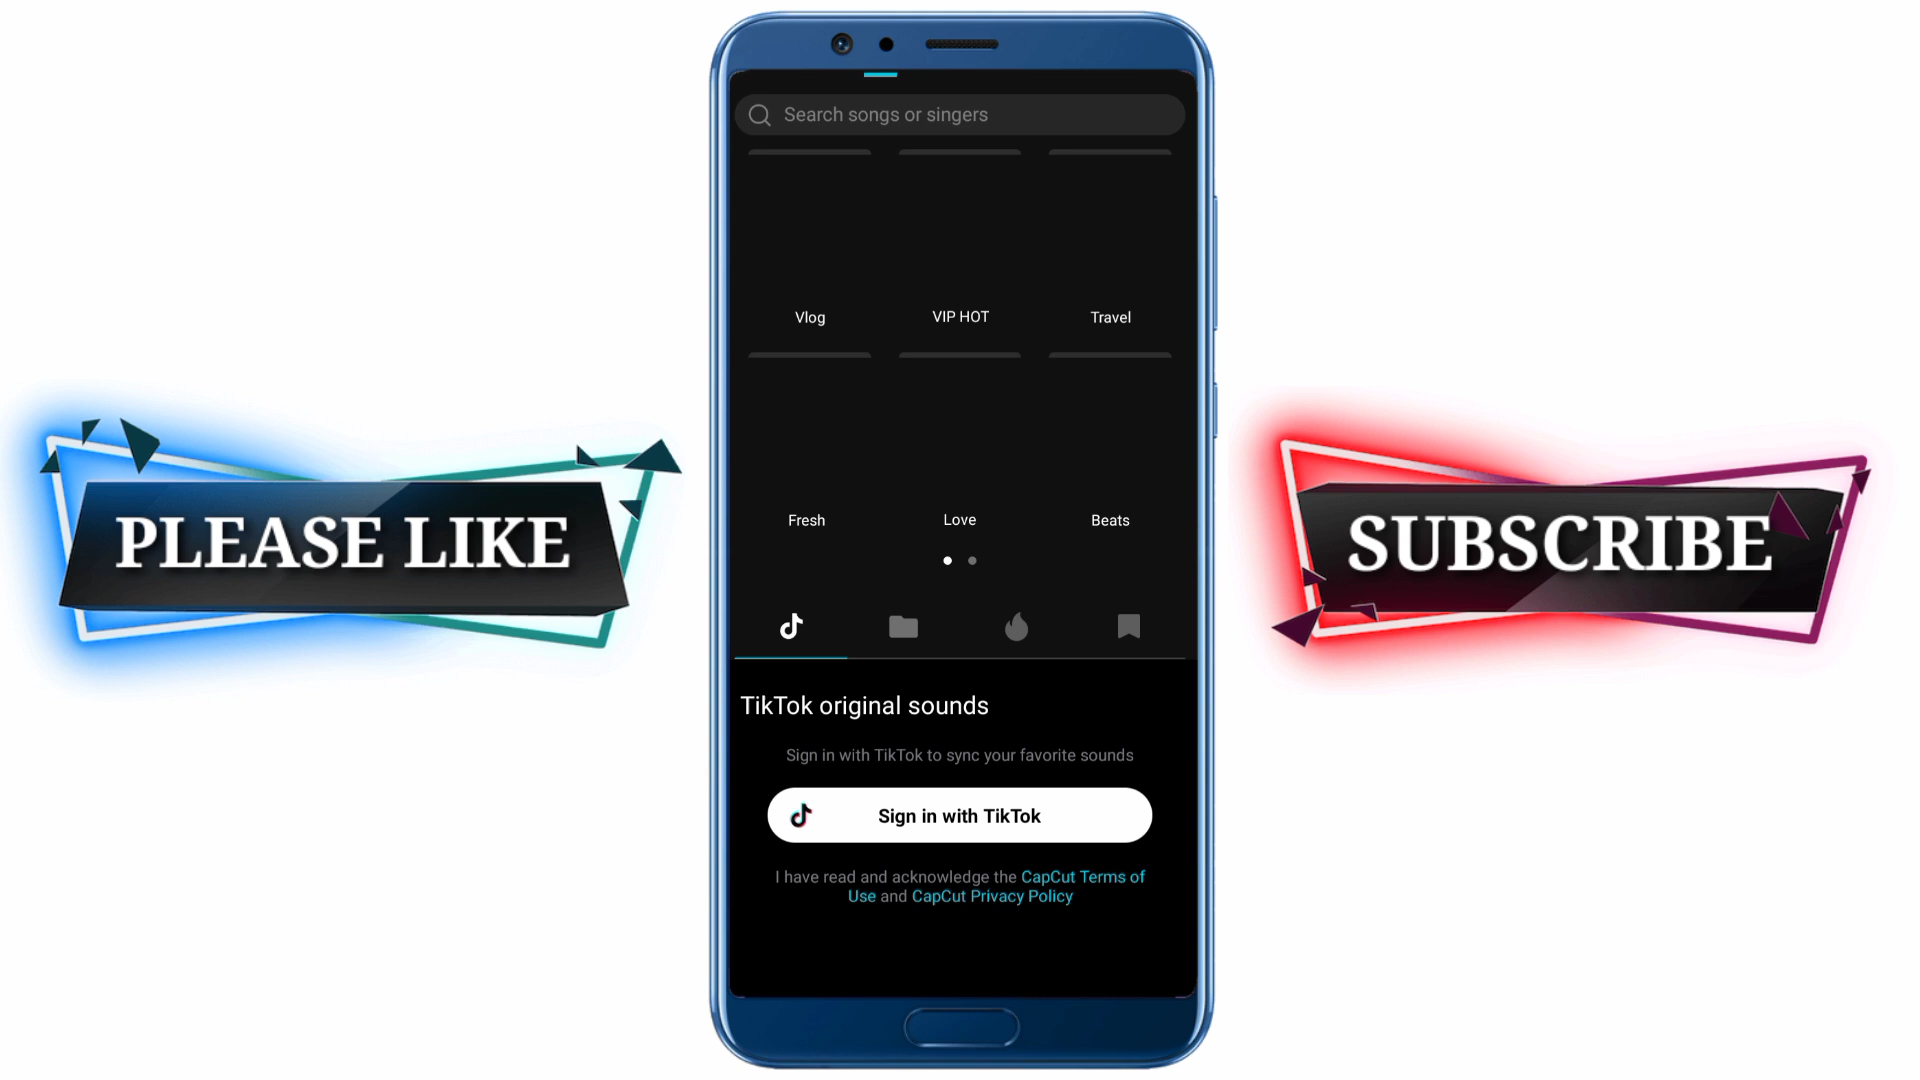 Search songs or singers
Vlog
VIP HOT
Travel
Fresh
Love
Beats
PLEASE LIKE
SUBSCRIBE
TikTok original sounds
Sign in with TikTok to sync your favorite sounds
Sign in with TikTok
I have read and acknowledge the CapCut Terms of
Use and CapCut Privacy Policy